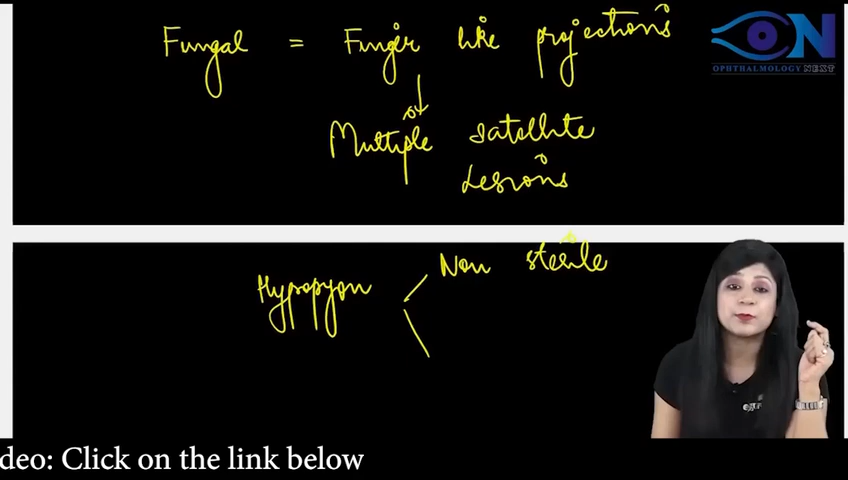 Fungal = Finger like projections
Multiple satellite
Lesions
Hypopyon
Non sterile
ON
OPHTHALMOLOGY NEXT
deo: Click on the link below